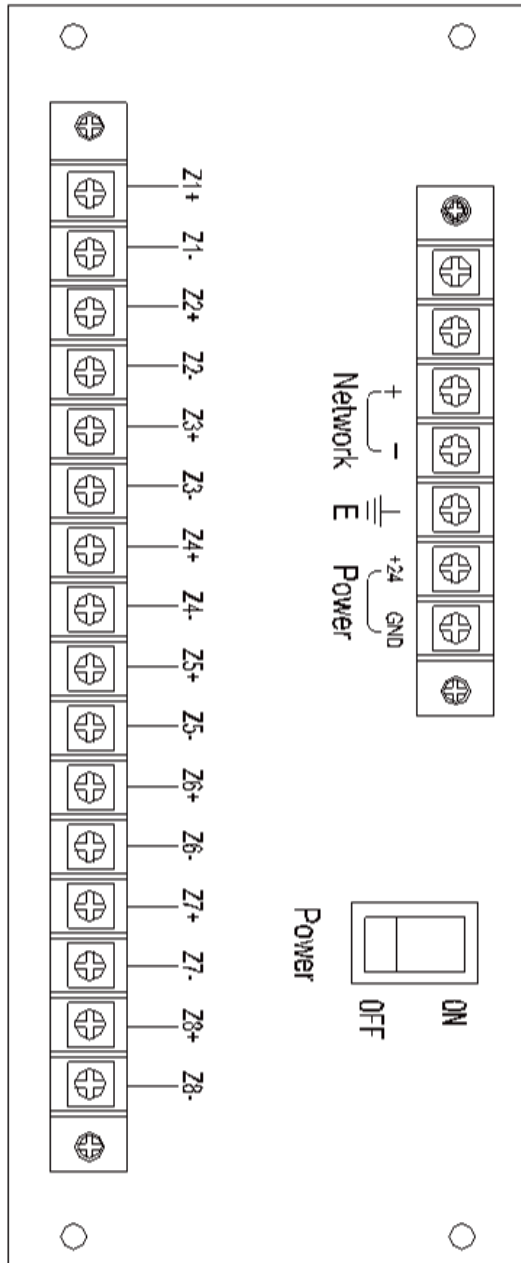 Z1+
Z1-
Z2+
Z2-
Z3+
Z3-
Z4+
Z4-
Z5+
Z5-
Z6+
Z6-
Z7+
Z7-
Z8+
Z8-
+ -
Network
E
+24 GND
Power
Power
OFF
ON